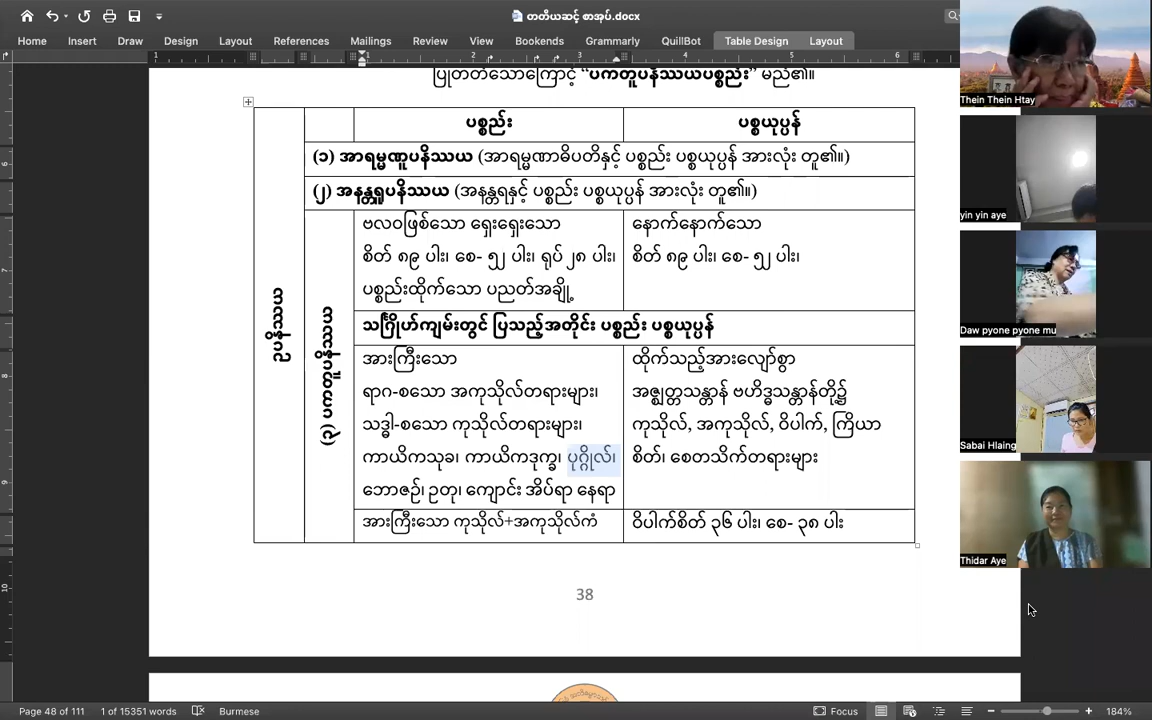 တတိယဆင့် စာအုပ်.docx
Home Insert Draw Design Layout References Mailings Review View Bookends Grammarly QuillBot Table Design Layout
1 1 2 3 4 5 6
ပြုတတ်သောကြောင့် “ပကတူပနိဿယပစ္စည်း” မည်၏။
ပစ္စည်း ပစ္စယုပ္ပန်
(၁) အာရမ္မဏူပနိဿယ (အာရမ္မဏာဓိပတိနှင့် ပစ္စည်း ပစ္စယုပ္ပန် အားလုံး တူ၏။)
(၂) အနန္တရူပနိဿယ (အနန္တရနှင့် ပစ္စည်း ပစ္စယုပ္ပန် အားလုံး တူ၏။)
ဥပနိဿယ
(၃) ပကတူပနိဿယ
ဗလဝဖြစ်သော ရှေးရှေးသော
စိတ် ၈၉ ပါး၊ စေ- ၅၂ ပါး၊ ရုပ် ၂၈ ပါး၊
ပစ္စည်းထိုက်သော ပညတ်အချို့
နောက်နောက်သော
စိတ် ၈၉ ပါး၊ စေ- ၅၂ ပါး၊
သင်္ဂြိုဟ်ကျမ်းတွင် ပြသည့်အတိုင်း ပစ္စည်း ပစ္စယုပ္ပန်
အားကြီးသော
ရာဂ-စသော အကုသိုလ်တရားများ၊
သဒ္ဓါ-စသော ကုသိုလ်တရားများ၊
ကာယိကသုခ၊ ကာယိကဒုက္ခ၊ ပုဂ္ဂိုလ်၊
ဘောဇဉ်၊ ဥတု၊ ကျောင်း အိပ်ရာ နေရာ
ထိုက်သည့်အားလျော်စွာ
အဇ္ဈတ္တသန္တာန် ဗဟိဒ္ဓသန္တာန်တို့၌
ကုသိုလ်, အကုသိုလ်, ဝိပါက်, ကြိယာ
စိတ်၊ စေတသိက်တရားများ
အားကြီးသော ကုသိုလ်+အကုသိုလ်ကံ ဝိပါက်စိတ် ၃၆ ပါး၊ စေ- ၃၈ ပါး
38
Thein Thein Htay
yin yin aye
Daw pyone pyone mu
Sabai Hlaing
Thidar Aye
6
7
8
9
10
Page 48 of 111 1 of 15351 words Burmese Focus 184%